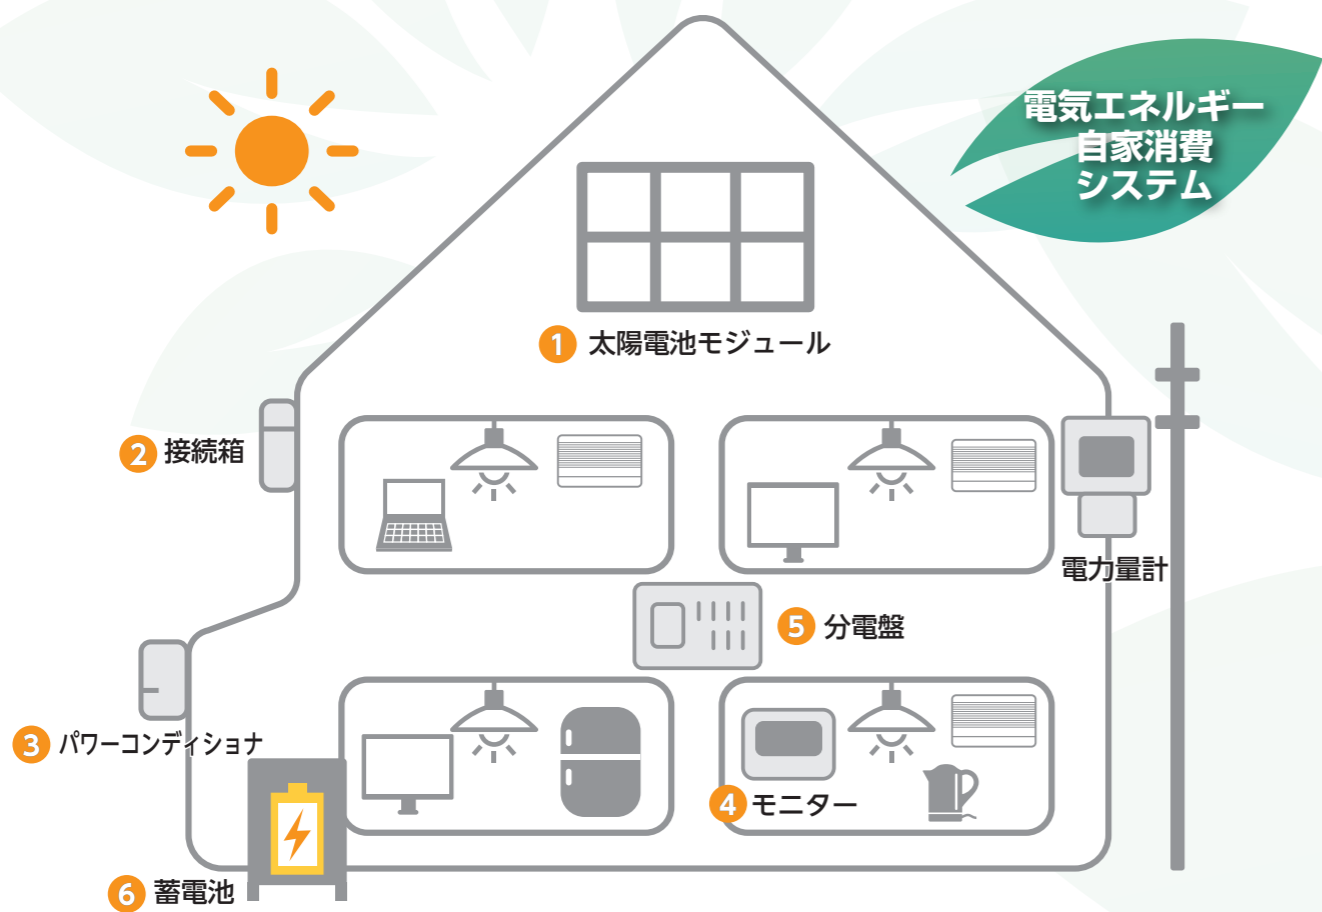 電気エネルギー
自家消費
システム
1 太陽電池モジュール
2 接続箱
電力量計
5 分電盤
3 パワーコンディショナ
4 モニター
6 蓄電池